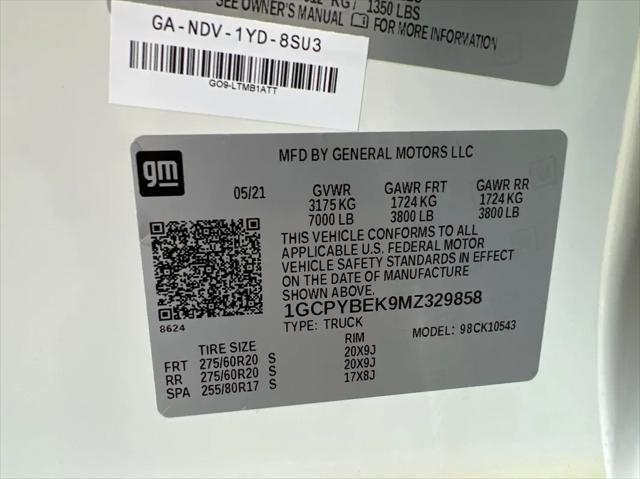 KG/ 1350 LBS
SEE OWNER'S MANUAL FOR MORE INFORMATION
GA-NDV-1YD-8SU3
GO9-LTMB1ATT
gm
MFD BY GENERAL MOTORS LLC
05/21 GVWR GAWR FRT GAWR RR
3175 KG 1724 KG 1724 KG
7000 LB 3800 LB 3800 LB
THIS VEHICLE CONFORMS TO ALL
APPLICABLE U.S. FEDERAL MOTOR
VEHICLE SAFETY STANDARDS IN EFFECT
ON THE DATE OF MANUFACTURE
SHOWN ABOVE.
1GCPYBEK9MZ329858
8624
TYPE: TRUCK MODEL: 98CK10543
TIRE SIZE RIM
FRT 275/60R20 S 20X9J
RR 275/60R20 S 20X9J
SPA 255/80R17 S 17X8J